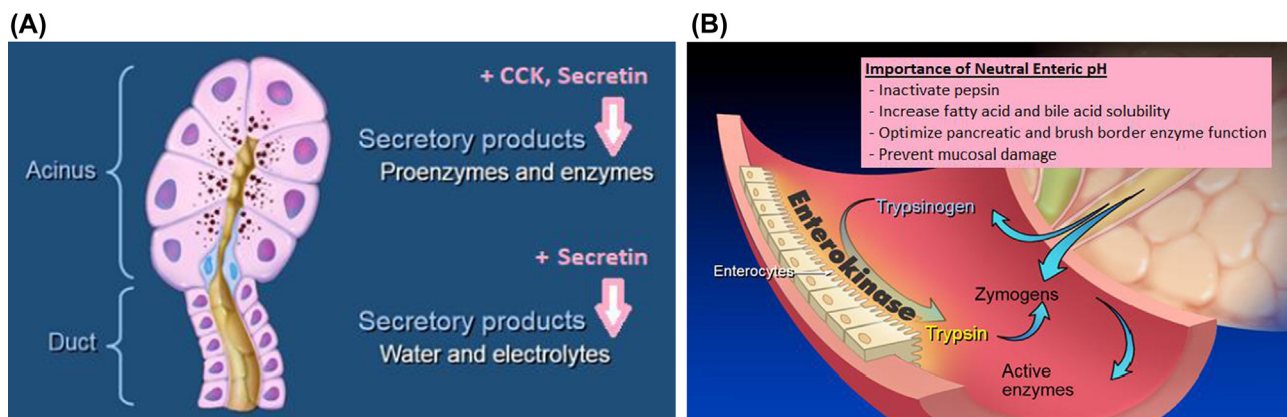 (A)
Acinus
Duct
+ CCK, Secretin
Secretory products
Proenzymes and enzymes
+ Secretin
Secretory products
Water and electrolytes
(B)
Importance of Neutral Enteric pH
- Inactivate pepsin
- Increase fatty acid and bile acid solubility
- Optimize pancreatic and brush border enzyme function
- Prevent mucosal damage
Trypsinogen
Enterokinase
Enterocytes
Zymogens
Trypsin
Active
enzymes